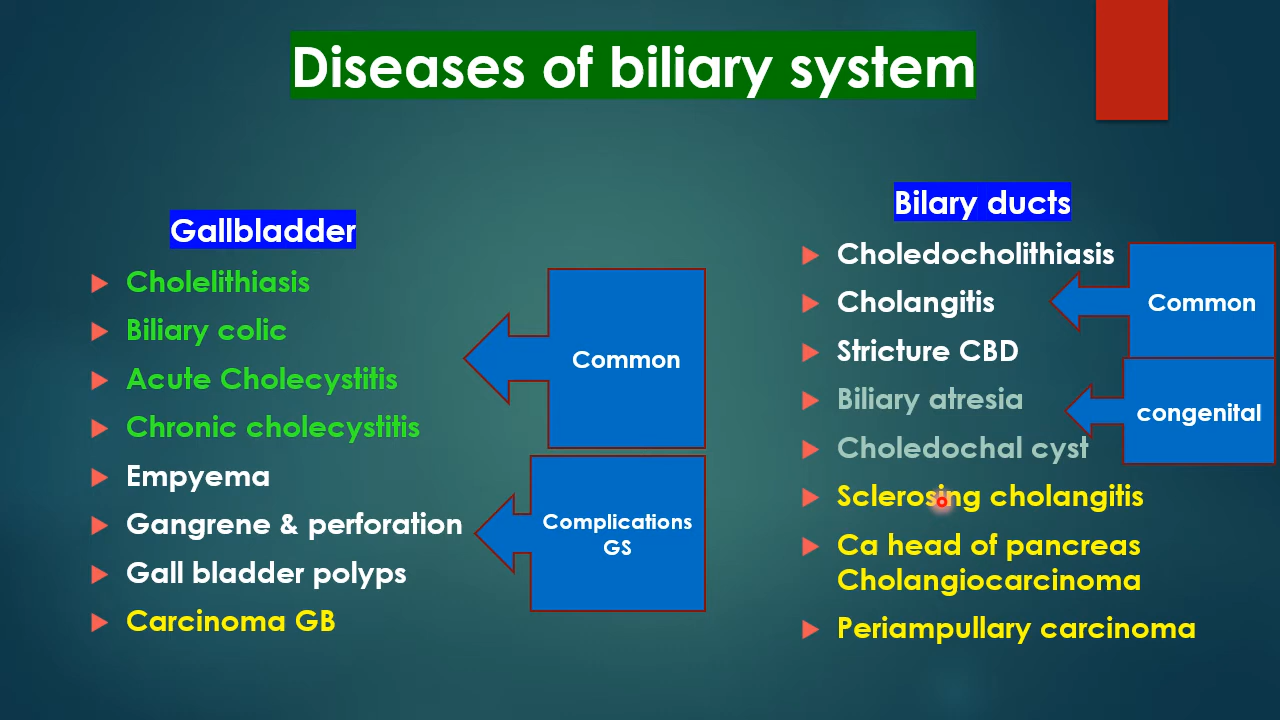 Diseases of biliary system
Gallbladder
Cholelithiasis
Biliary colic
Acute Cholecystitis
Chronic cholecystitis
Empyema
Gangrene & perforation
Gall bladder polyps
Carcinoma GB
Common
Complications
GS
Bilary ducts
Choledocholithiasis
Cholangitis
Stricture CBD
Biliary atresia
Choledochal cyst
Sclerosing cholangitis
Ca head of pancreas
Cholangiocarcinoma
Periampullary carcinoma
Common
congenital